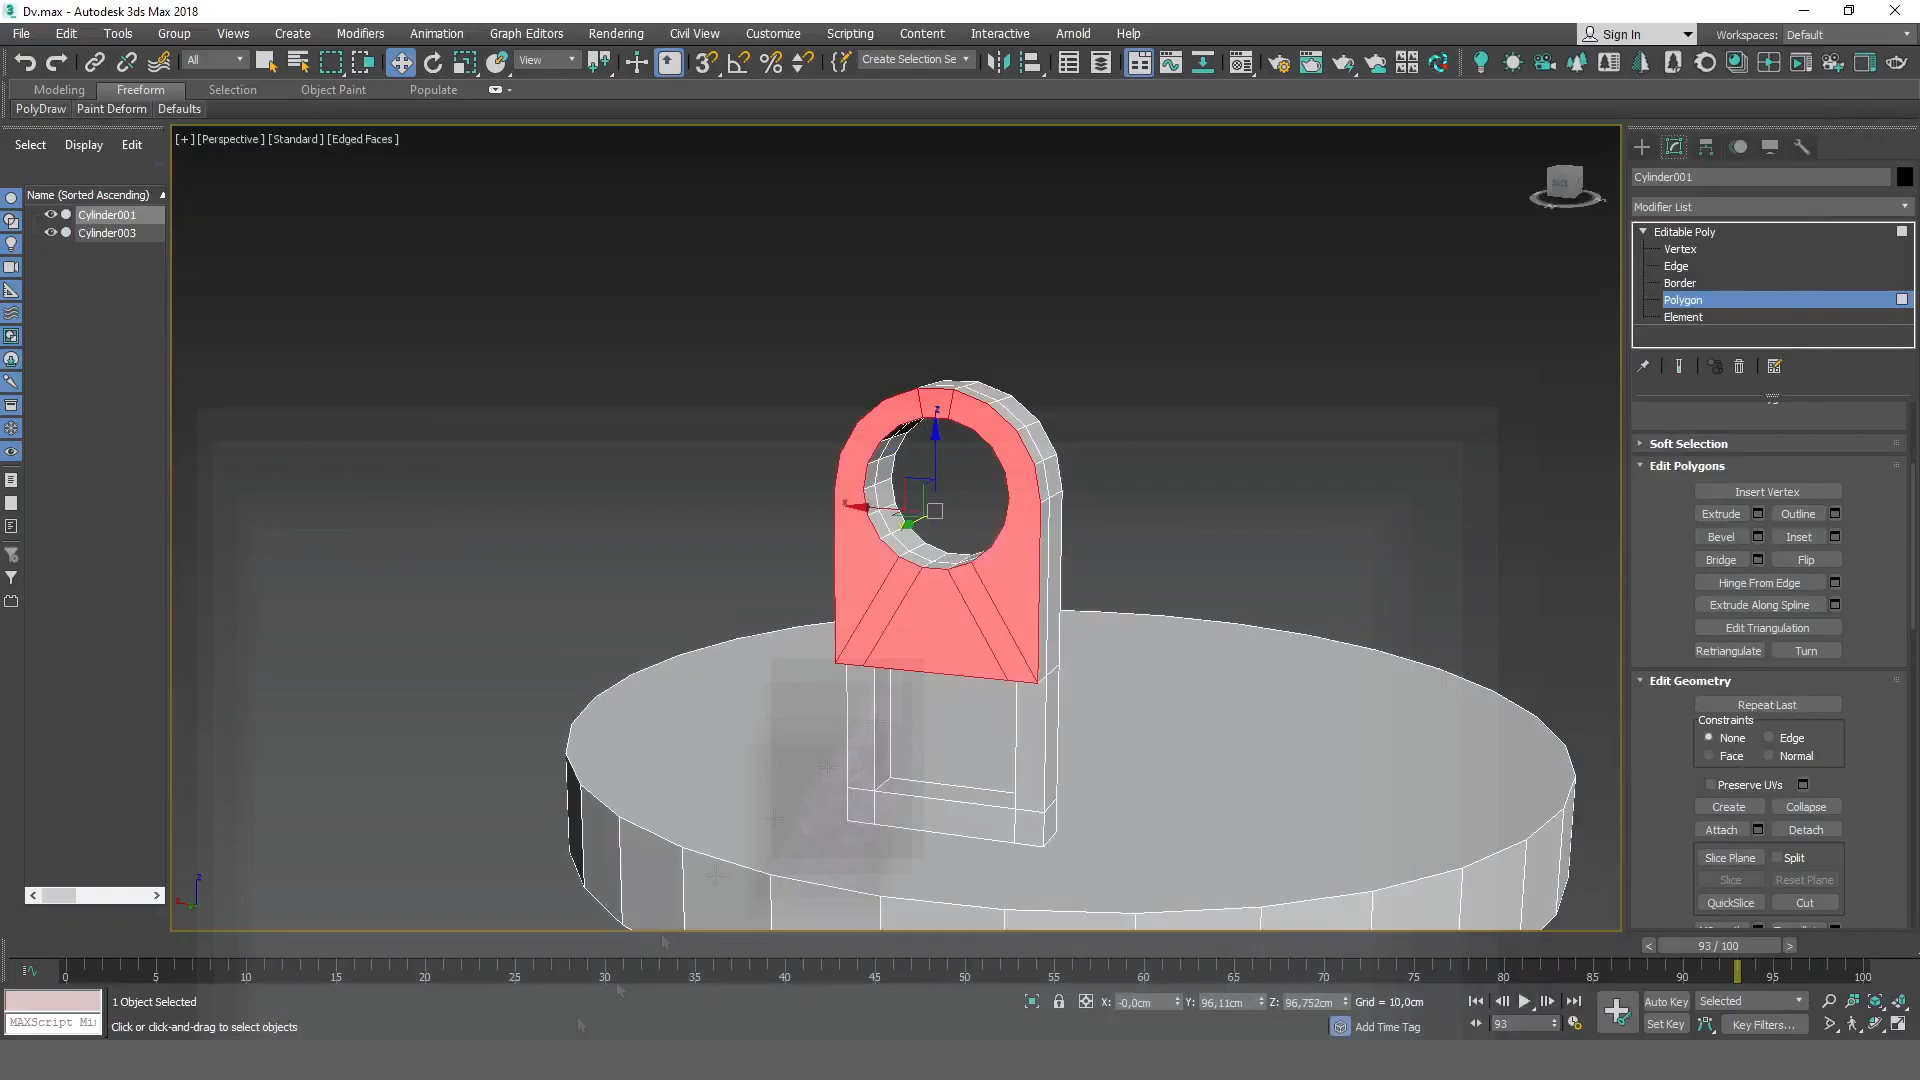 Dv.max - Autodesk 3ds Max 2018
File Edit Tools Group Views Create Modifiers Animation Graph Editors Rendering Civil View Customize Scripting Content Interactive Arnold Help
Sign In Workspaces: Default
All View Create Selection Se
Modeling Freeform Selection Object Paint Populate
PolyDraw Paint Deform Defaults
Select Display Edit
[+] [Perspective] [Standard] [Edged Faces]
Name (Sorted Ascending)
Cylinder001
Cylinder003
Cylinder001
Modifier List
Editable Poly
Vertex
Edge
Border
Polygon
Element
Soft Selection
Edit Polygons
Insert Vertex
Extrude Outline
Bevel Inset
Bridge Flip
Hinge From Edge
Extrude Along Spline
Edit Triangulation
Retriangulate Turn
Edit Geometry
Repeat Last
Constraints
None Edge
Face Normal
Preserve UVs
Create Collapse
Attach Detach
Slice Plane Split
Slice Reset Plane
QuickSlice Cut
z
x
z
< 93 / 100 >
0 5 10 15 20 25 30 35 40 45 50 55 60 65 70 75 80 85 90 95 100
1 Object Selected
X: -0,0cm Y: 96,11cm Z: 96,752cm Grid = 10,0cm
Auto Key Selected
MAXScript Mi
Click or click-and-drag to select objects
Add Time Tag
93
Set Key Key Filters...